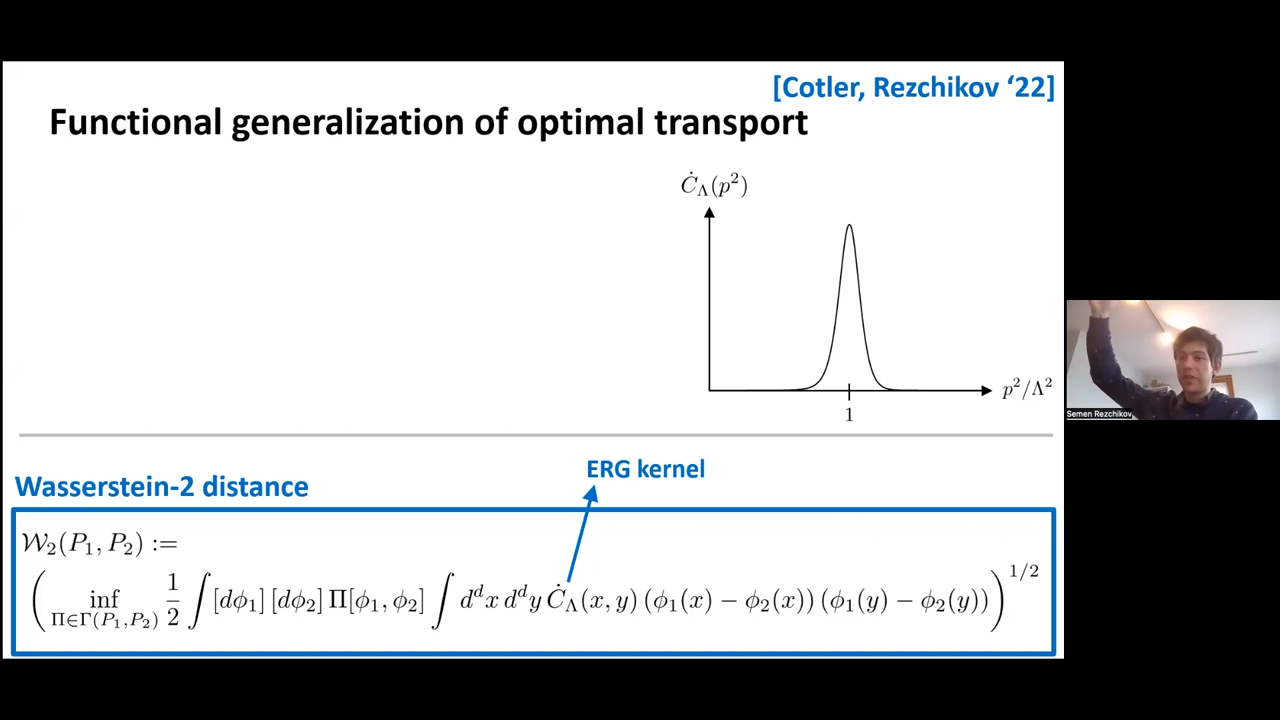 [Cotler, Rezchikov ‘22]
Functional generalization of optimal transport
Ċ_Λ(p²)
p²/Λ²
1
ERG kernel
Wasserstein-2 distance
𝒲₂(P₁, P₂) :=
( inf_{Π∈Γ(P₁,P₂)} 1/2 ∫ [dϕ₁] [dϕ₂] Π[ϕ₁, ϕ₂] ∫ d^d x d^d y Ċ_Λ(x, y) (ϕ₁(x) − ϕ₂(x)) (ϕ₁(y) − ϕ₂(y)) )^{1/2}
Semen Rezchikov